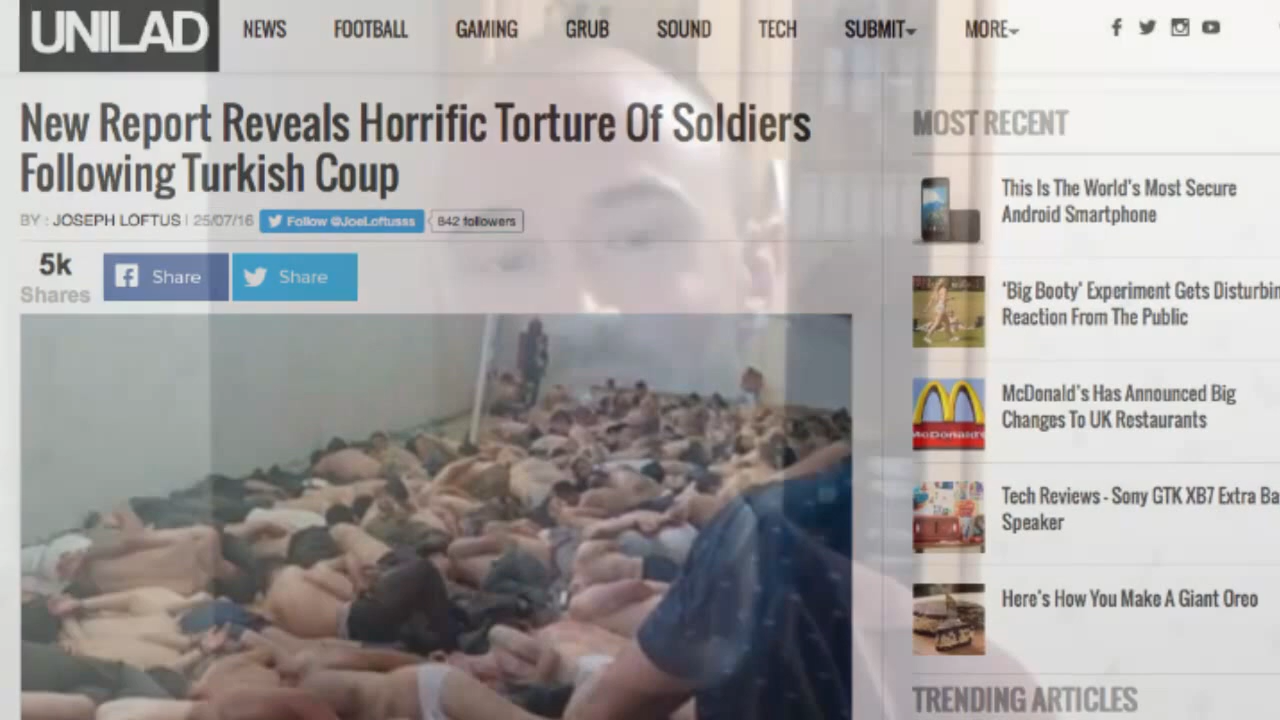 UNILAD
NEWS FOOTBALL GAMING GRUB SOUND TECH SUBMIT MORE
New Report Reveals Horrific Torture Of Soldiers
Following Turkish Coup
BY : JOSEPH LOFTUS | 25/07/16 Follow @JoeLoftusss 842 followers
5k
Shares
Share Share
MOST RECENT
This Is The World's Most Secure
Android Smartphone
'Big Booty' Experiment Gets Disturbin
Reaction From The Public
McDonald's Has Announced Big
Changes To UK Restaurants
McDonald's
Tech Reviews - Sony GTK XB7 Extra Ba
Speaker
Here's How You Make A Giant Oreo
TRENDING ARTICLES